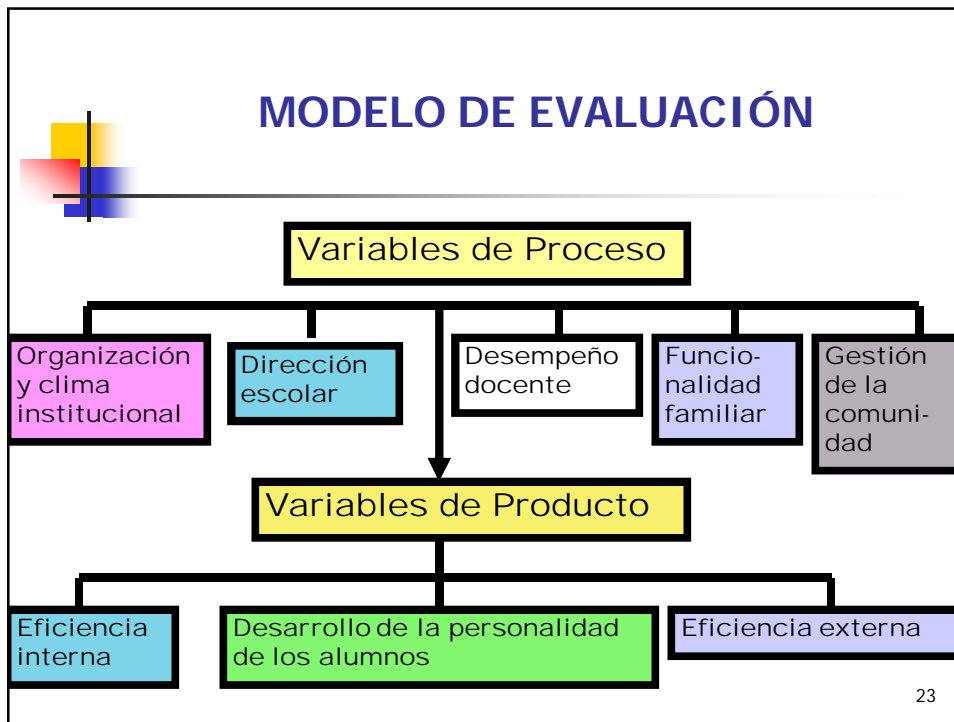 MODELO DE EVALUACIÓN
Variables de Proceso
Organización
y clima
institucional
Dirección
escolar
Desempeño
docente
Funcio-
nalidad
familiar
Gestión
de la
comuni-
dad
Variables de Producto
Eficiencia
interna
Desarrollo de la personalidad
de los alumnos
Eficiencia externa
23